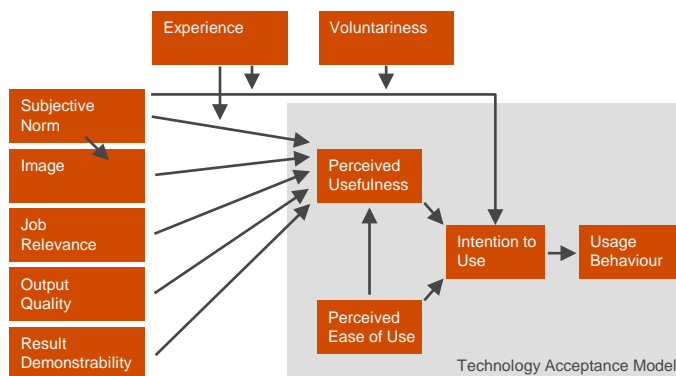 Experience
Voluntariness
Subjective
Norm
Image
Perceived
Usefulness
Job
Relevance
Intention to
Use
Usage
Behaviour
Output
Quality
Perceived
Ease of Use
Result
Demonstrability
Technology Acceptance Model